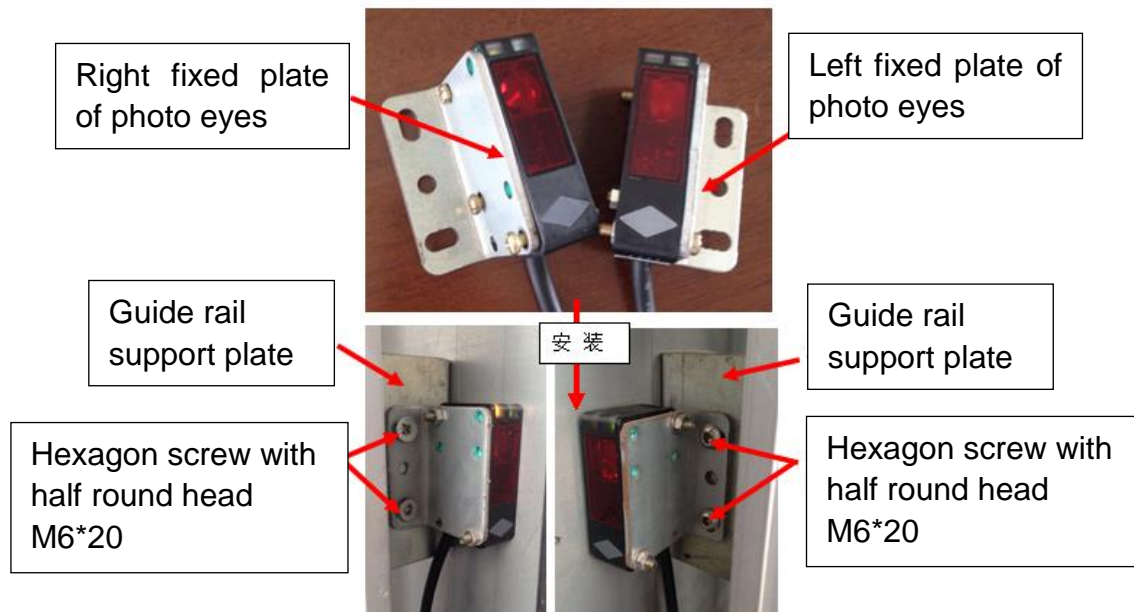 Right fixed plate
of photo eyes
Left fixed plate of
photo eyes
Guide rail
support plate
安装
Guide rail
support plate
Hexagon screw with
half round head
M6*20
Hexagon screw with
half round head
M6*20